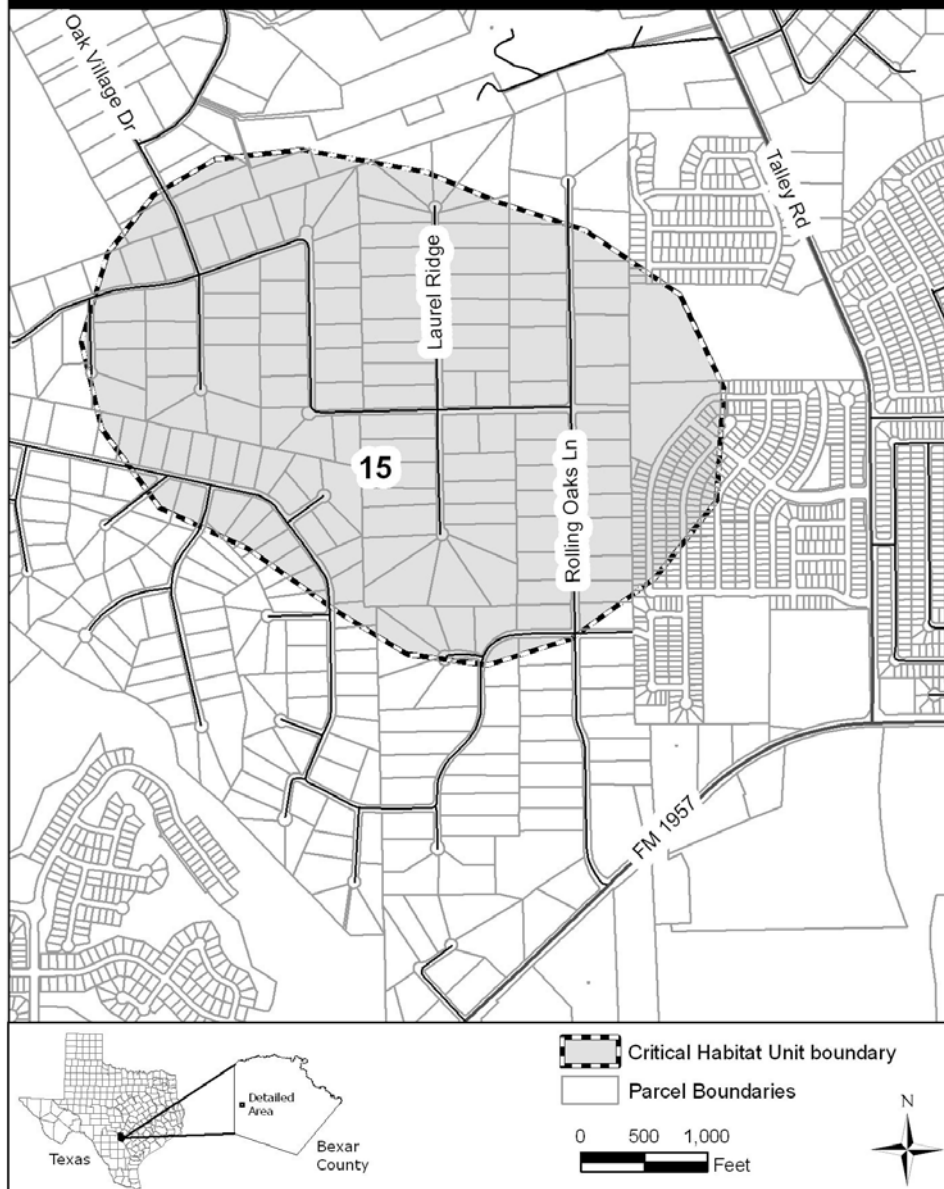 Oak Village Dr
Talley Rd
Laurel Ridge
15
Rolling Oaks Ln
FM 1957
Critical Habitat Unit boundary
Parcel Boundaries
0 500 1,000
Feet
N
Detailed
Area
Texas
Bexar
County